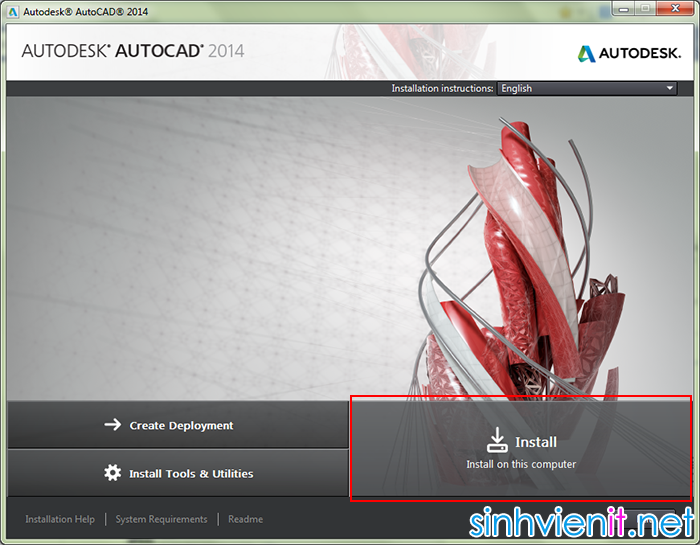 Autodesk® AutoCAD® 2014
AUTODESK® AUTOCAD® 2014
AUTODESK.
Installation instructions: English
Create Deployment
Install Tools & Utilities
Install
Install on this computer
Installation Help | System Requirements | Readme
sinhvienit.net